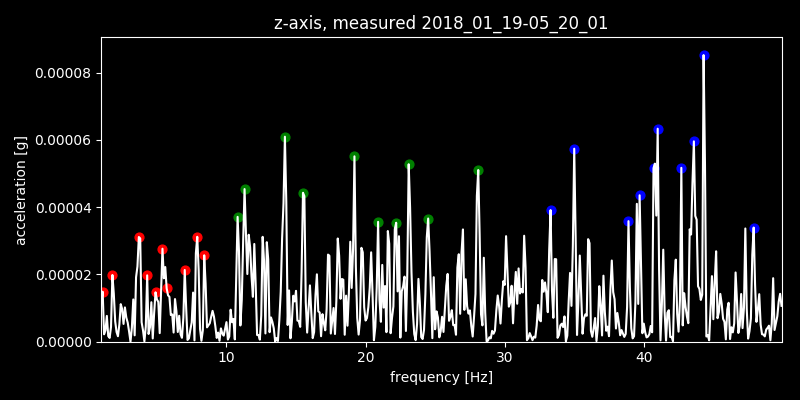 z-axis, measured 2018_01_19-05_20_01
0.00008
0.00006
0.00004
0.00002
0.00000
acceleration [g]
10 20 30 40
frequency [Hz]